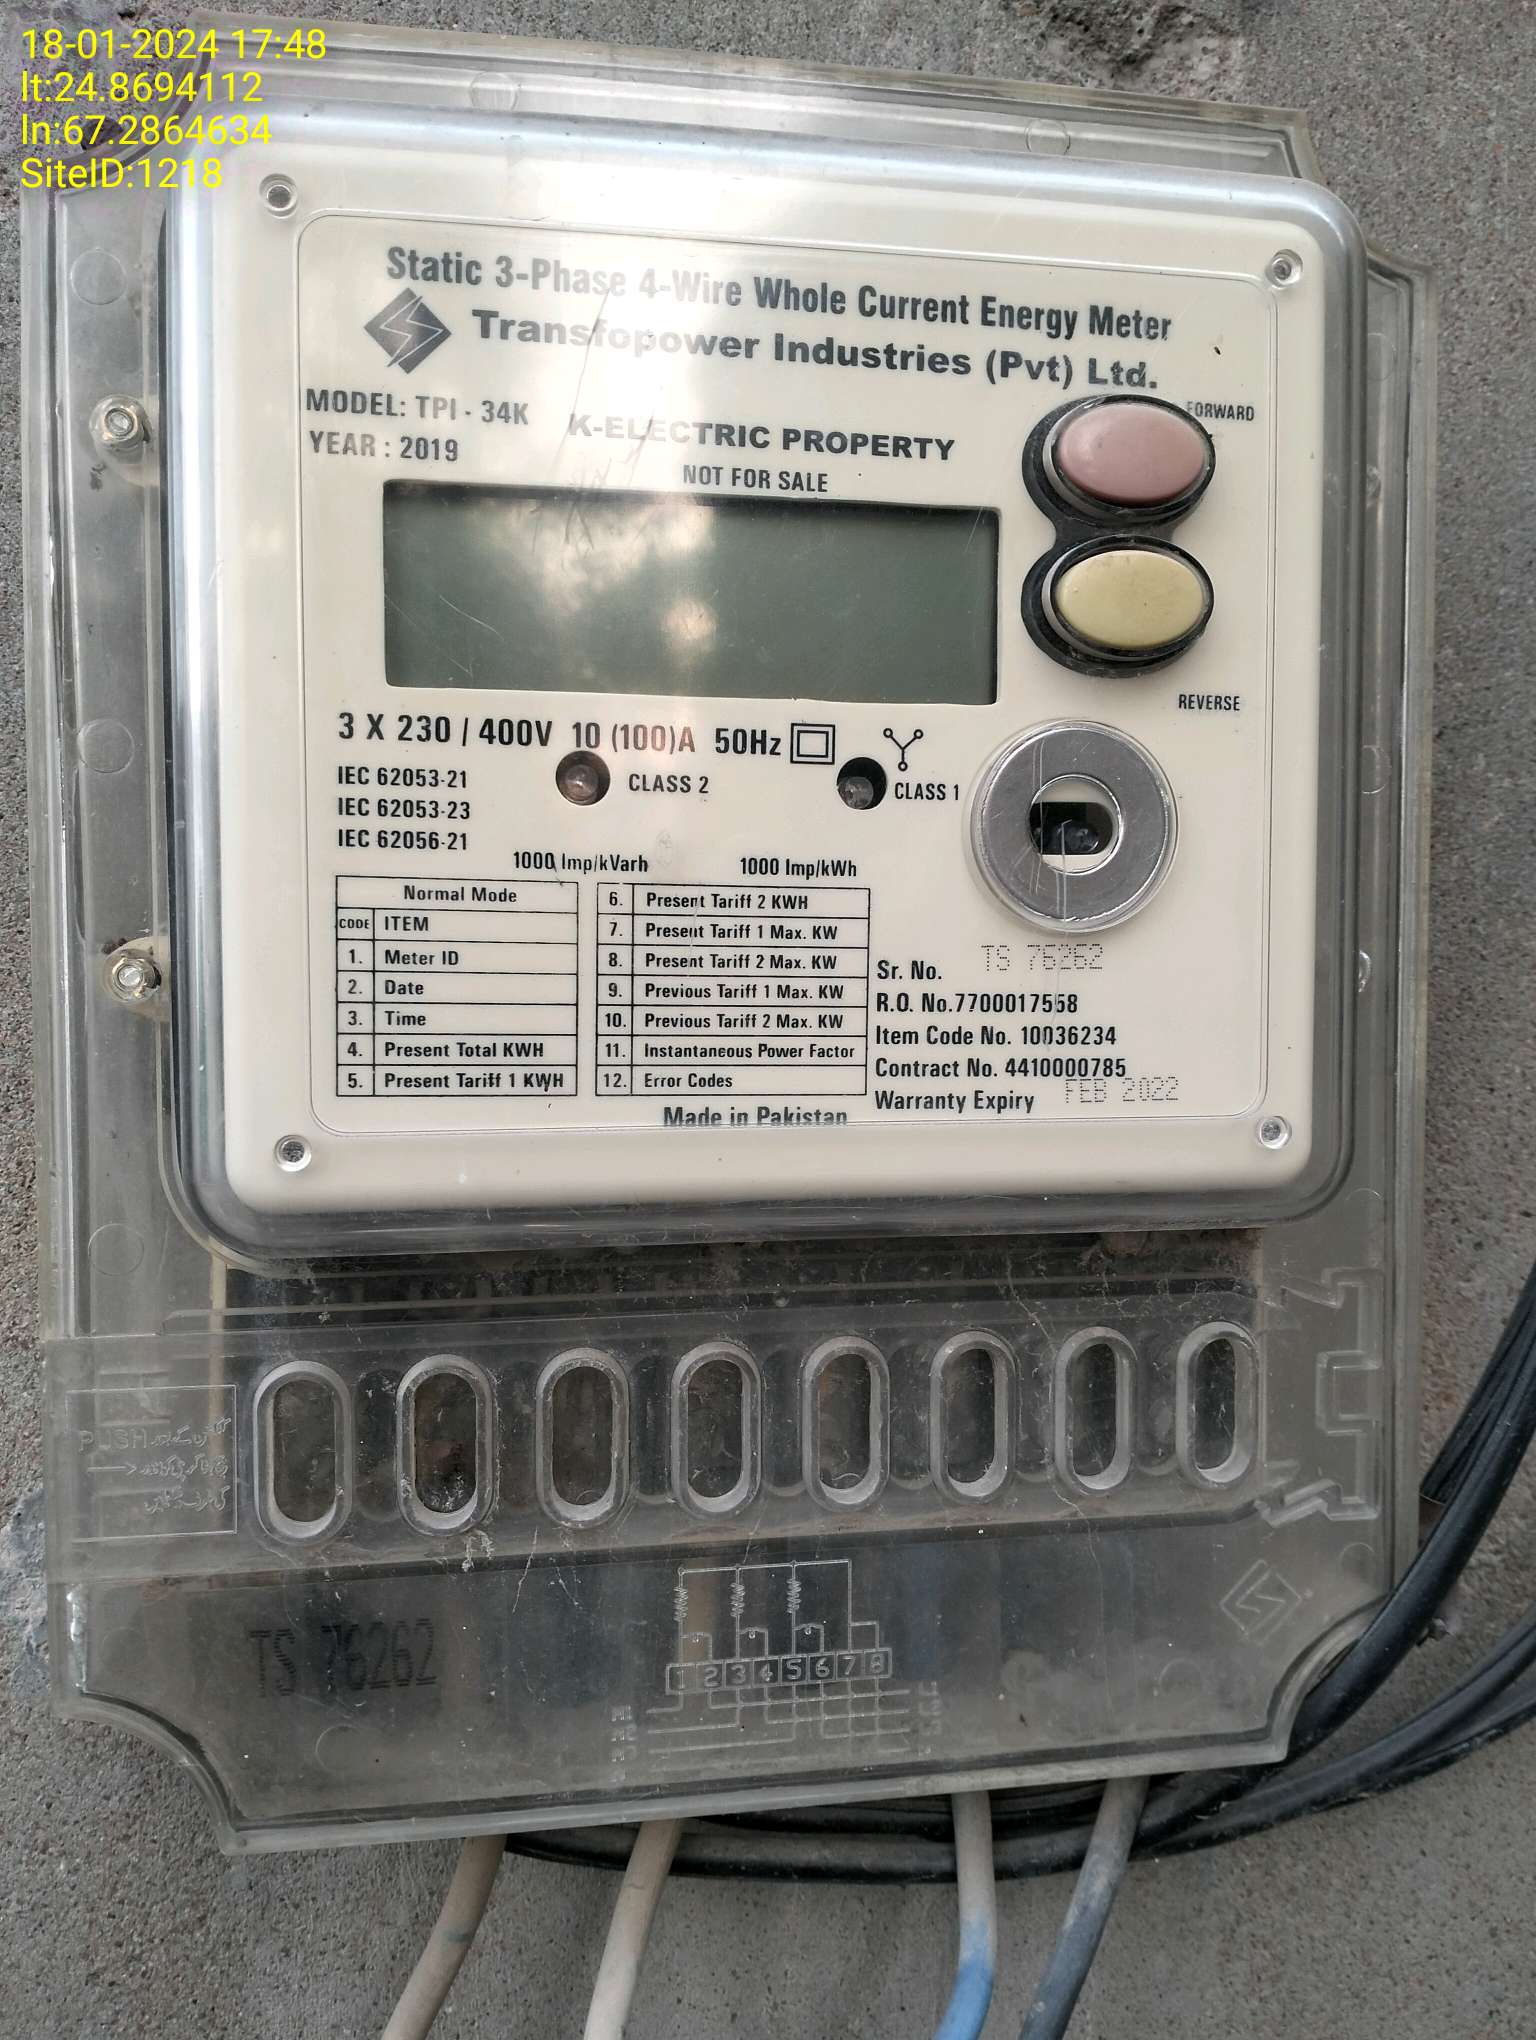 18-01-2024 17:48
lt:24.8694112
ln:67.2864634
SiteID:1218
Static 3-Phase 4-Wire Whole Current Energy Meter
Transfopower Industries (Pvt) Ltd.
MODEL: TPI - 34K
YEAR : 2019
K-ELECTRIC PROPERTY
NOT FOR SALE
FORWARD
REVERSE
3 X 230 / 400V 10 (100)A 50Hz
IEC 62053-21
IEC 62053-23
IEC 62056-21
CLASS 2
CLASS 1
1000 Imp/kVarh
1000 Imp/kWh
Normal Mode
CODE ITEM
1. Meter ID
2. Date
3. Time
4. Present Total KWH
5. Present Tariff 1 KWH
6. Present Tariff 2 KWH
7. Present Tariff 1 Max. KW
8. Present Tariff 2 Max. KW
9. Previous Tariff 1 Max. KW
10. Previous Tariff 2 Max. KW
11. Instantaneous Power Factor
12. Error Codes
Sr. No. TS 76262
R.O. No.7700017558
Item Code No. 10036234
Contract No. 4410000785
Warranty Expiry FEB 2022
Made in Pakistan
PUSH
TS 76262
1 2 3 4 5 6 7 8